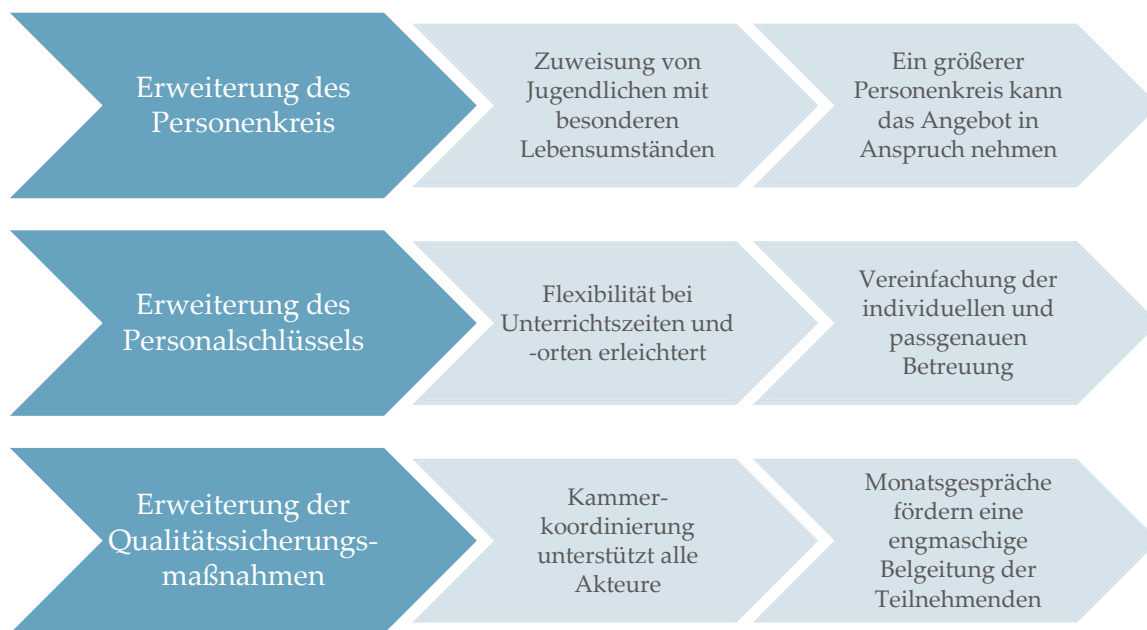 Erweiterung des
Personenkreis
Zuweisung von
Jugendlichen mit
besonderen
Lebensumständen
Ein größerer
Personenkreis kann
das Angebot in
Anspruch nehmen
Erweiterung des
Personalschlüssels
Flexibilität bei
Unterrichtszeiten und
-orten erleichtert
Vereinfachung der
individuellen und
passgenauen
Betreuung
Erweiterung der
Qualitätssicherungs-
maßnahmen
Kammer-
koordinierung
unterstützt alle
Akteure
Monatsgespräche
fördern eine
engmaschige
Belgeitung der
Teilnehmenden